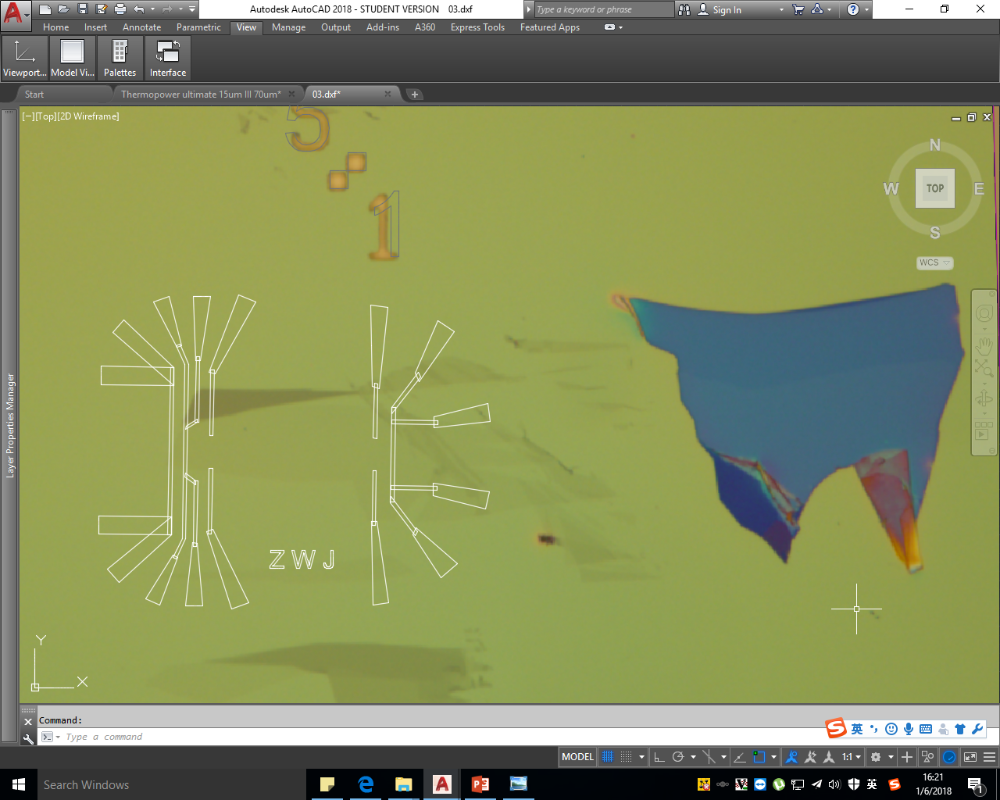 Autodesk AutoCAD 2018 - STUDENT VERSION 03.dxf
Type a keyword or phrase
Sign In
Home Insert Annotate Parametric View Manage Output Add-ins A360 Express Tools Featured Apps
Viewport... Model Vi... Palettes Interface
Start Thermopower ultimate 15um III 70um* 03.dxf*
[−][Top][2D Wireframe]
5
1
N
W TOP E
S
WCS
Layer Properties Manager
Z W J
Y
X
Command:
Type a command
英
MODEL 1:1
Search Windows
英
16:21
1/6/2018
1